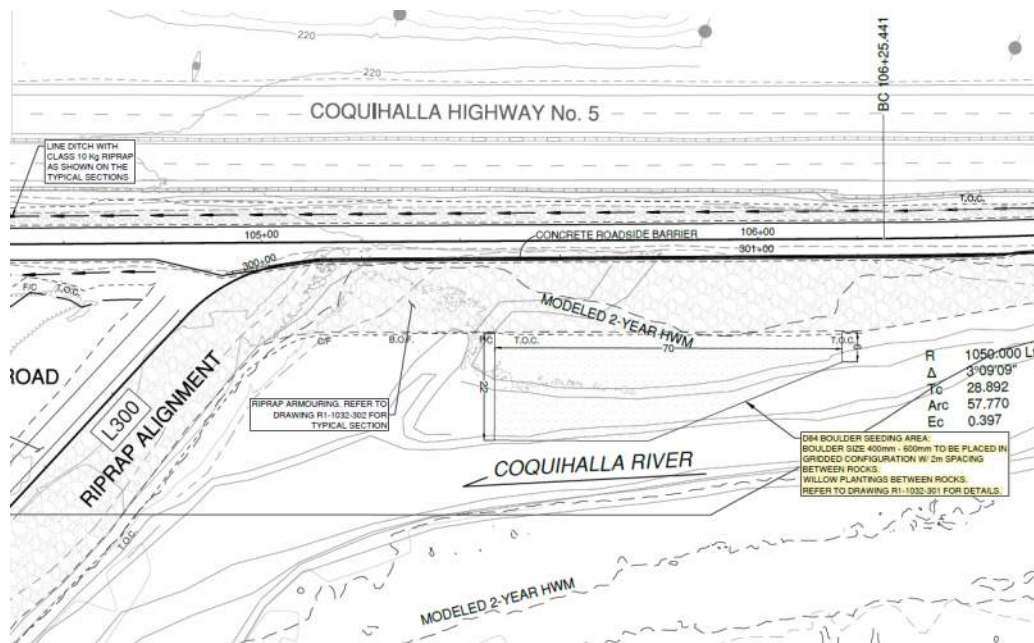 220
220
BC 106+25.441
COQUIHALLA HIGHWAY No. 5
LINE DITCH WITH
CLASS 10 Kg RIPRAP
AS SHOWN ON THE
TYPICAL SECTIONS
T.O.C.
105+00
CONCRETE ROADSIDE BARRIER
106+00
300+00
301+00
F/C
T.O.C.
MODELED 2-YEAR HWM
C/F
B.O.F.
P/C
T.O.C.
T.O.C.
70
6
22
ROAD
L300
RIPRAP ALIGNMENT
RIPRAP ARMOURING. REFER TO
DRAWING R1-1032-302 FOR
TYPICAL SECTION
R 1050.000 L
Δ 3°09'09"
Tc 28.892
Arc 57.770
Ec 0.397
D84 BOULDER SEEDING AREA:
BOULDER SIZE 400mm - 600mm TO BE PLACED IN
GRIDDED CONFIGURATION W/ 2m SPACING
BETWEEN ROCKS.
WILLOW PLANTINGS BETWEEN ROCKS.
REFER TO DRAWING R1-1032-301 FOR DETAILS.
COQUIHALLA RIVER
T.O.C.
MODELED 2-YEAR HWM